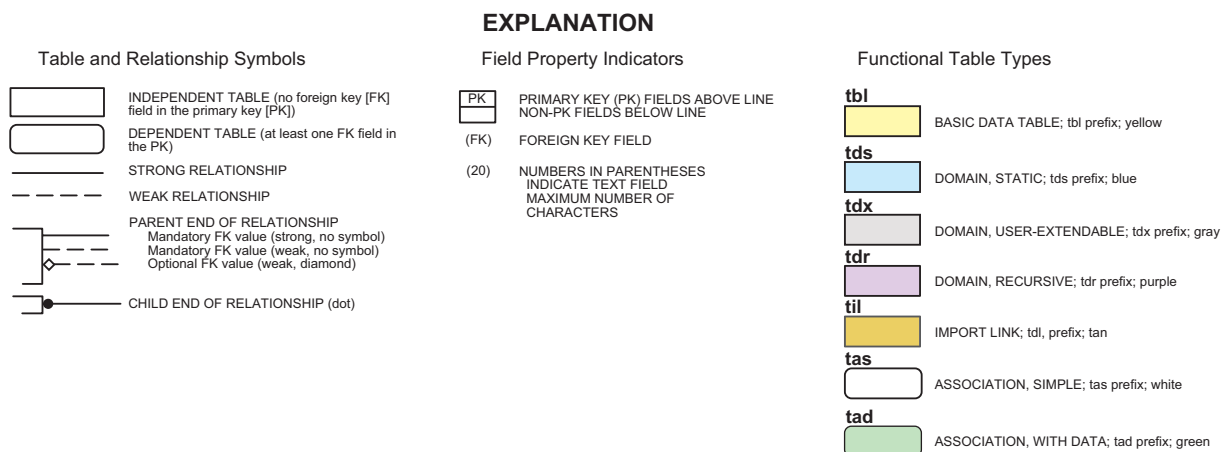 EXPLANATION
Table and Relationship Symbols
INDEPENDENT TABLE (no foreign key [FK]
field in the primary key [PK])
DEPENDENT TABLE (at least one FK field in
the PK)
STRONG RELATIONSHIP
WEAK RELATIONSHIP
PARENT END OF RELATIONSHIP
Mandatory FK value (strong, no symbol)
Mandatory FK value (weak, no symbol)
Optional FK value (weak, diamond)
CHILD END OF RELATIONSHIP (dot)
Field Property Indicators
PK
PRIMARY KEY (PK) FIELDS ABOVE LINE
NON-PK FIELDS BELOW LINE
(FK) FOREIGN KEY FIELD
(20) NUMBERS IN PARENTHESES
INDICATE TEXT FIELD
MAXIMUM NUMBER OF
CHARACTERS
Functional Table Types
tbl
BASIC DATA TABLE; tbl prefix; yellow
tds
DOMAIN, STATIC; tds prefix; blue
tdx
DOMAIN, USER-EXTENDABLE; tdx prefix; gray
tdr
DOMAIN, RECURSIVE; tdr prefix; purple
til
IMPORT LINK; tdl, prefix; tan
tas
ASSOCIATION, SIMPLE; tas prefix; white
tad
ASSOCIATION, WITH DATA; tad prefix; green